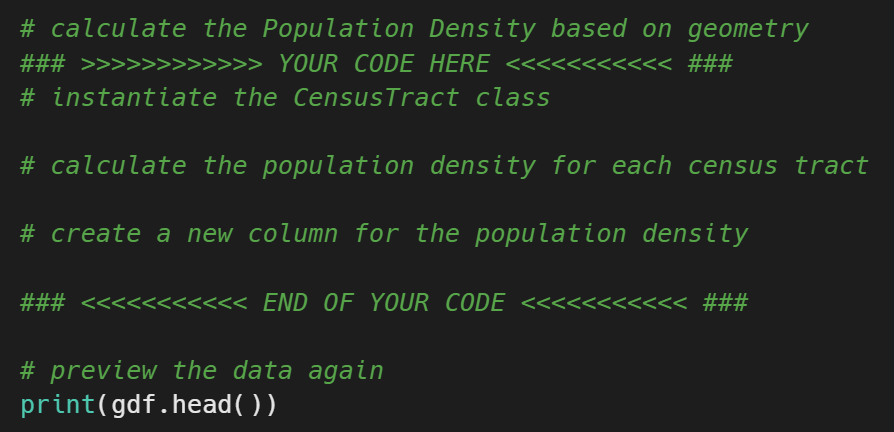 # calculate the Population Density based on geometry
### >>>>>>>>>>>> YOUR CODE HERE <<<<<<<<<<< ###
# instantiate the CensusTract class
# calculate the population density for each census tract
# create a new column for the population density
### <<<<<<<<<<< END OF YOUR CODE <<<<<<<<<<< ###
# preview the data again
print(gdf.head())